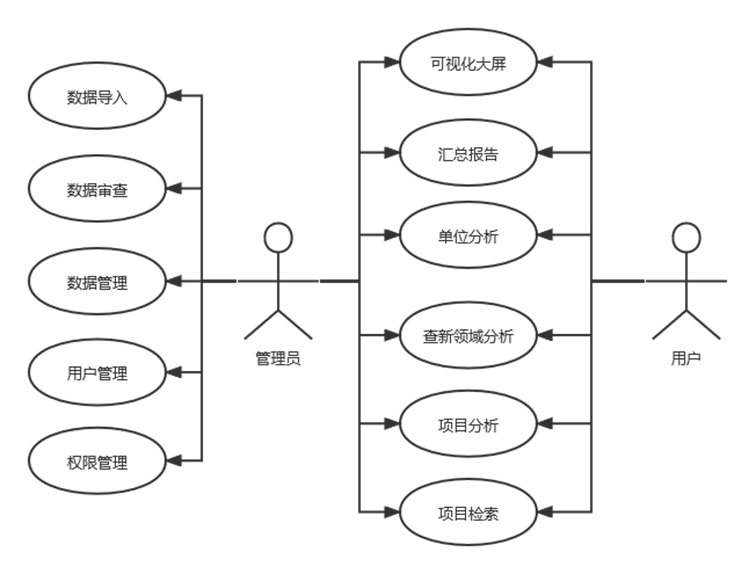 可视化大屏
数据导入
汇总报告
数据审查
单位分析
数据管理
查新领域分析
管理员
用户
用户管理
项目分析
权限管理
项目检索